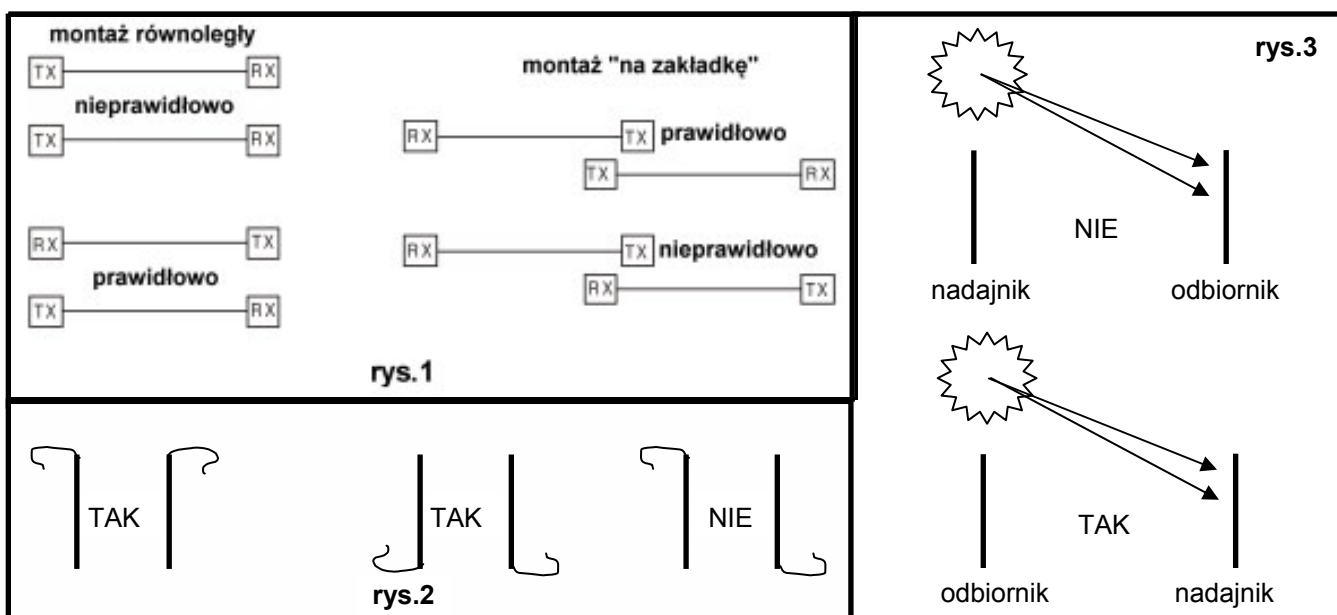 montaż równoległy
TX RX
nieprawidłowo
TX RX
RX TX
prawidłowo
TX RX
montaż "na zakładkę"
RX TX prawidłowo
TX RX
RX TX nieprawidłowo
RX TX
rys.1
TAK
TAK
NIE
rys.2
rys.3
NIE
nadajnik odbiornik
TAK
odbiornik nadajnik